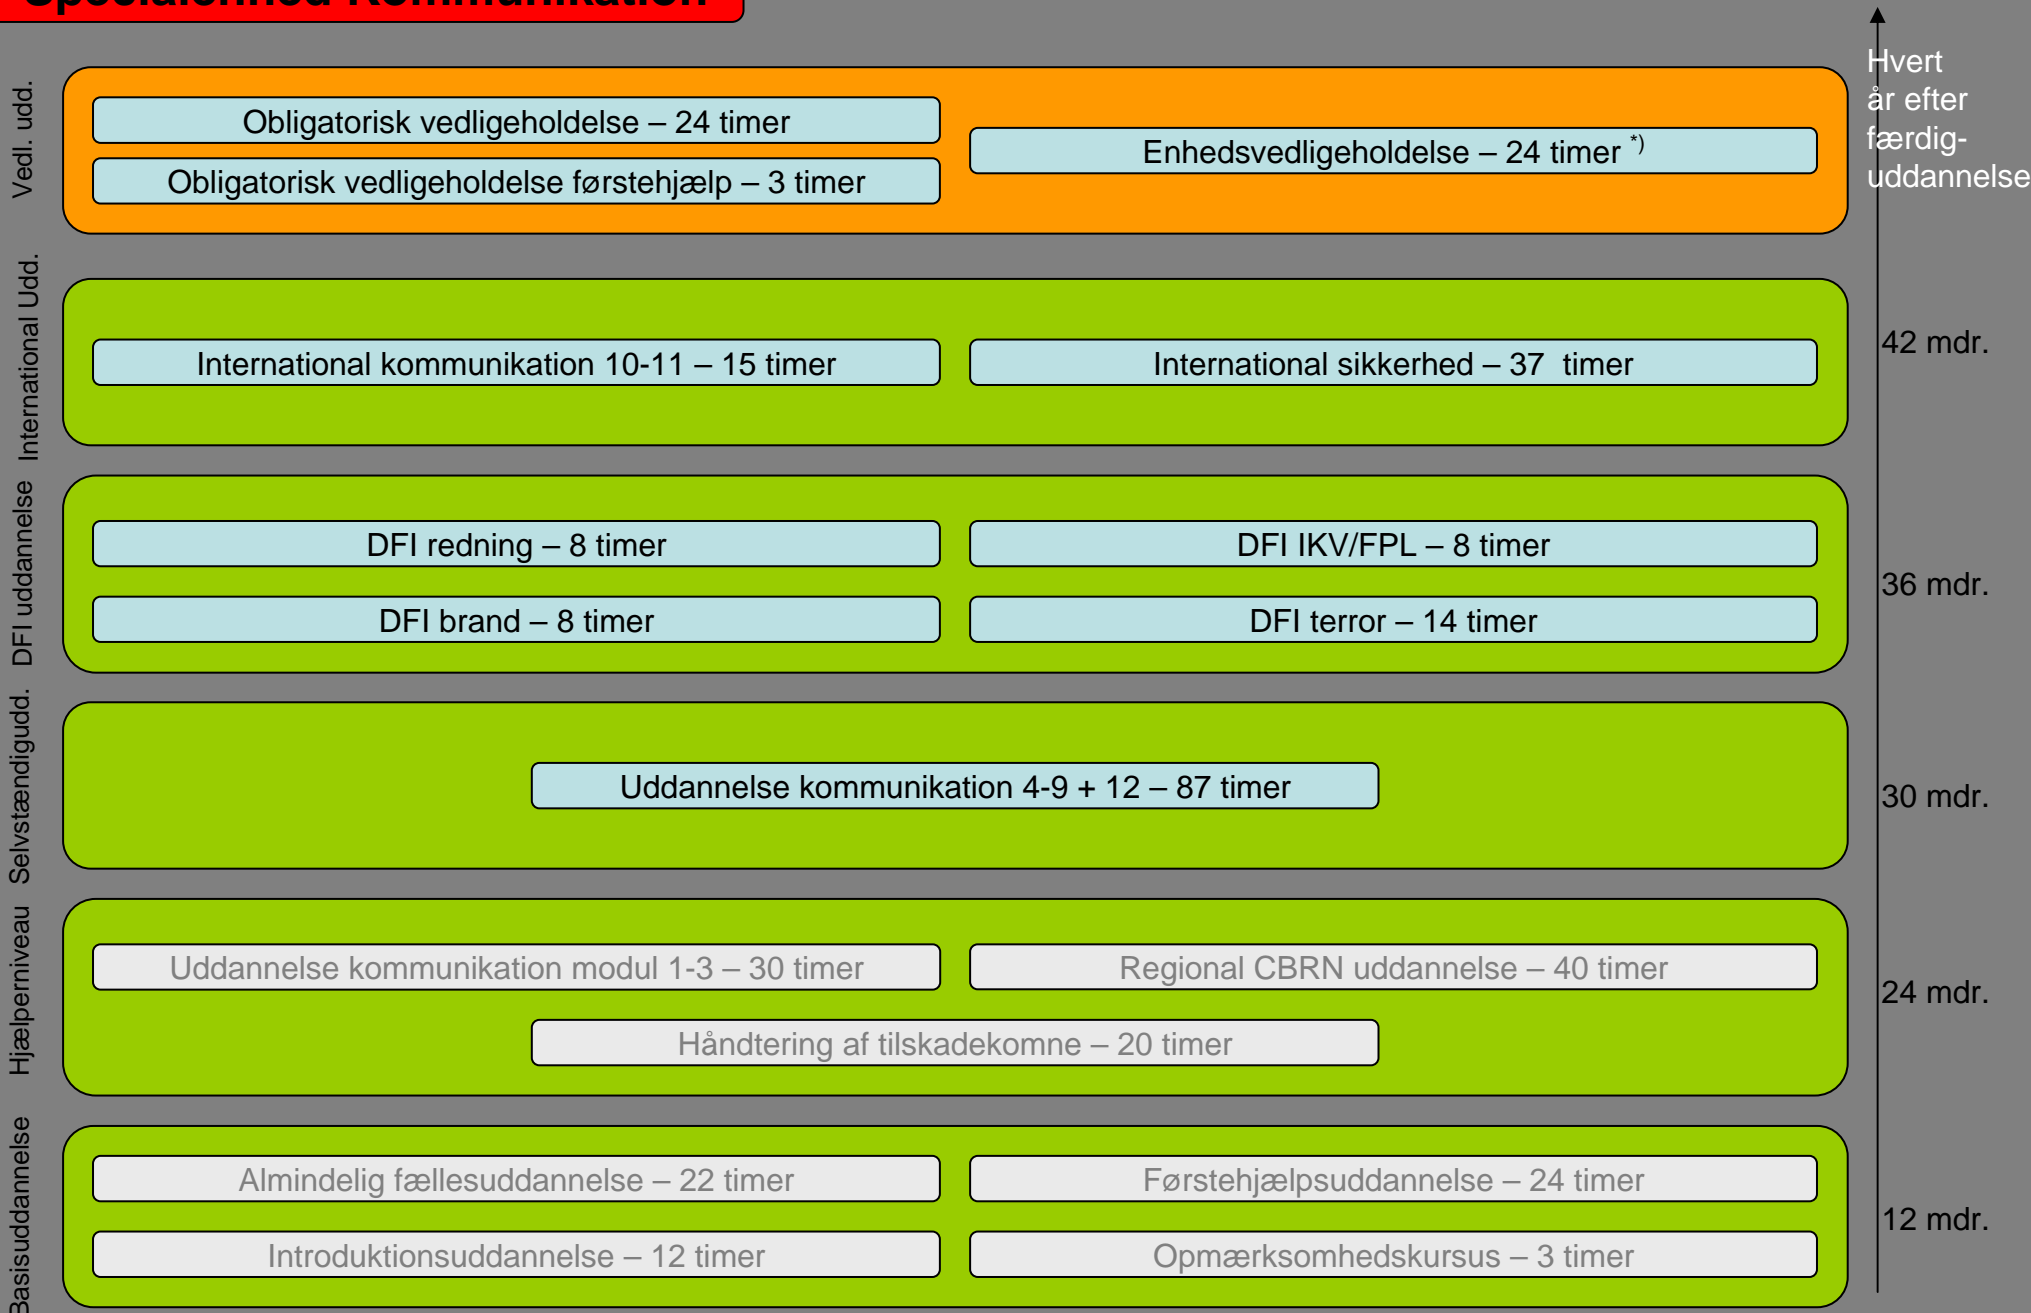 Specialenhed Kommunikation
Vedl. udd.
Obligatorisk vedligeholdelse – 24 timer
Obligatorisk vedligeholdelse førstehjælp – 3 timer
Enhedsvedligeholdelse – 24 timer *)
Hvert
år efter
færdig-
uddannelse
International Udd.
International kommunikation 10-11 – 15 timer
International sikkerhed – 37 timer
42 mdr.
DFI uddannelse
DFI redning – 8 timer
DFI IKV/FPL – 8 timer
DFI brand – 8 timer
DFI terror – 14 timer
36 mdr.
Selvstændigudd.
Uddannelse kommunikation 4-9 + 12 – 87 timer
30 mdr.
Hjælperniveau
Uddannelse kommunikation modul 1-3 – 30 timer
Regional CBRN uddannelse – 40 timer
Håndtering af tilskadekomne – 20 timer
24 mdr.
Basisuddannelse
Almindelig fællesuddannelse – 22 timer
Førstehjælpsuddannelse – 24 timer
Introduktionsuddannelse – 12 timer
Opmærksomhedskursus – 3 timer
12 mdr.